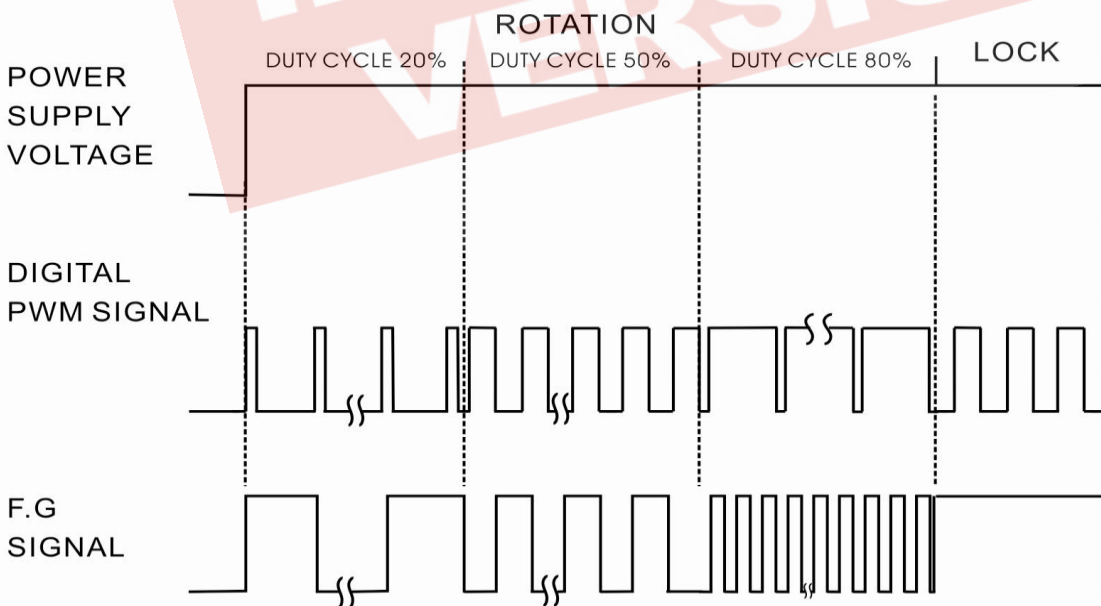 ROTATION
DUTY CYCLE 20%
DUTY CYCLE 50%
DUTY CYCLE 80%
LOCK
POWER
SUPPLY
VOLTAGE
DIGITAL
PWM SIGNAL
F.G
SIGNAL